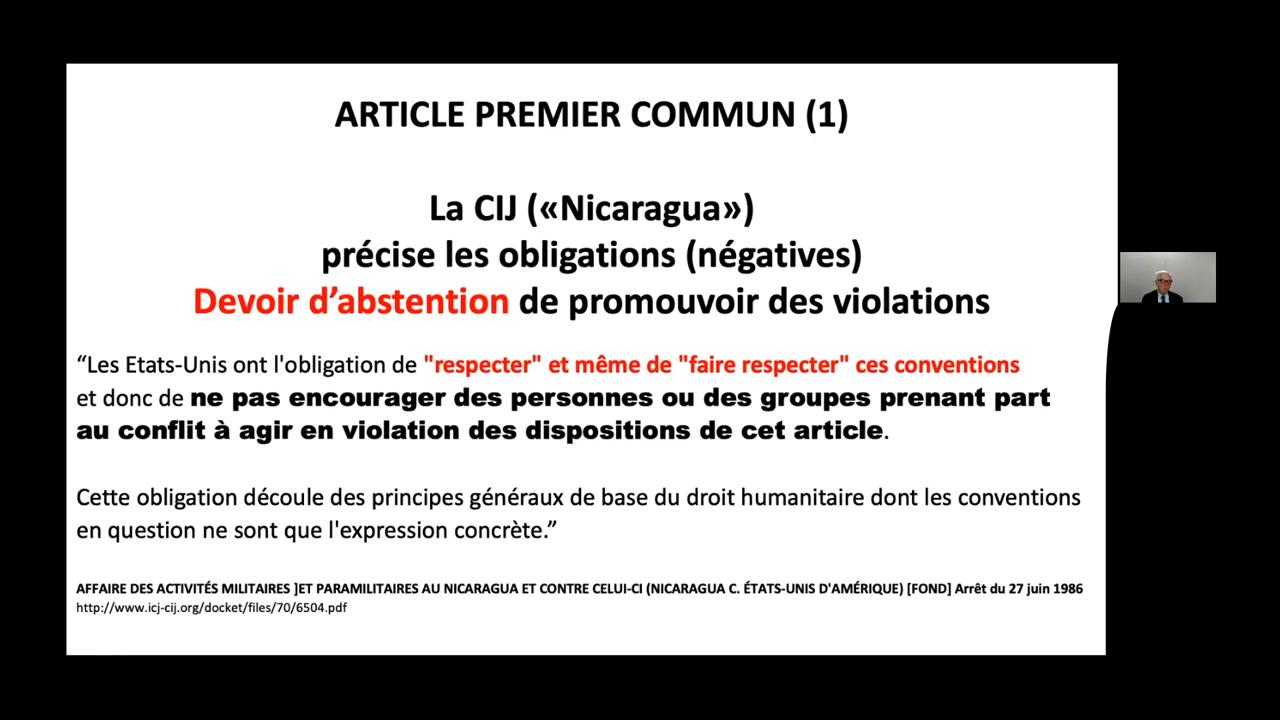 ARTICLE PREMIER COMMUN (1)
La CIJ («Nicaragua»)
précise les obligations (négatives)
Devoir d’abstention de promouvoir des violations
“Les Etats-Unis ont l'obligation de "respecter" et même de "faire respecter" ces conventions
et donc de ne pas encourager des personnes ou des groupes prenant part
au conflit à agir en violation des dispositions de cet article.
Cette obligation découle des principes généraux de base du droit humanitaire dont les conventions
en question ne sont que l'expression concrète.”
AFFAIRE DES ACTIVITÉS MILITAIRES ]ET PARAMILITAIRES AU NICARAGUA ET CONTRE CELUI-CI (NICARAGUA C. ÉTATS-UNIS D'AMÉRIQUE) [FOND] Arrêt du 27 juin 1986
http://www.icj-cij.org/docket/files/70/6504.pdf